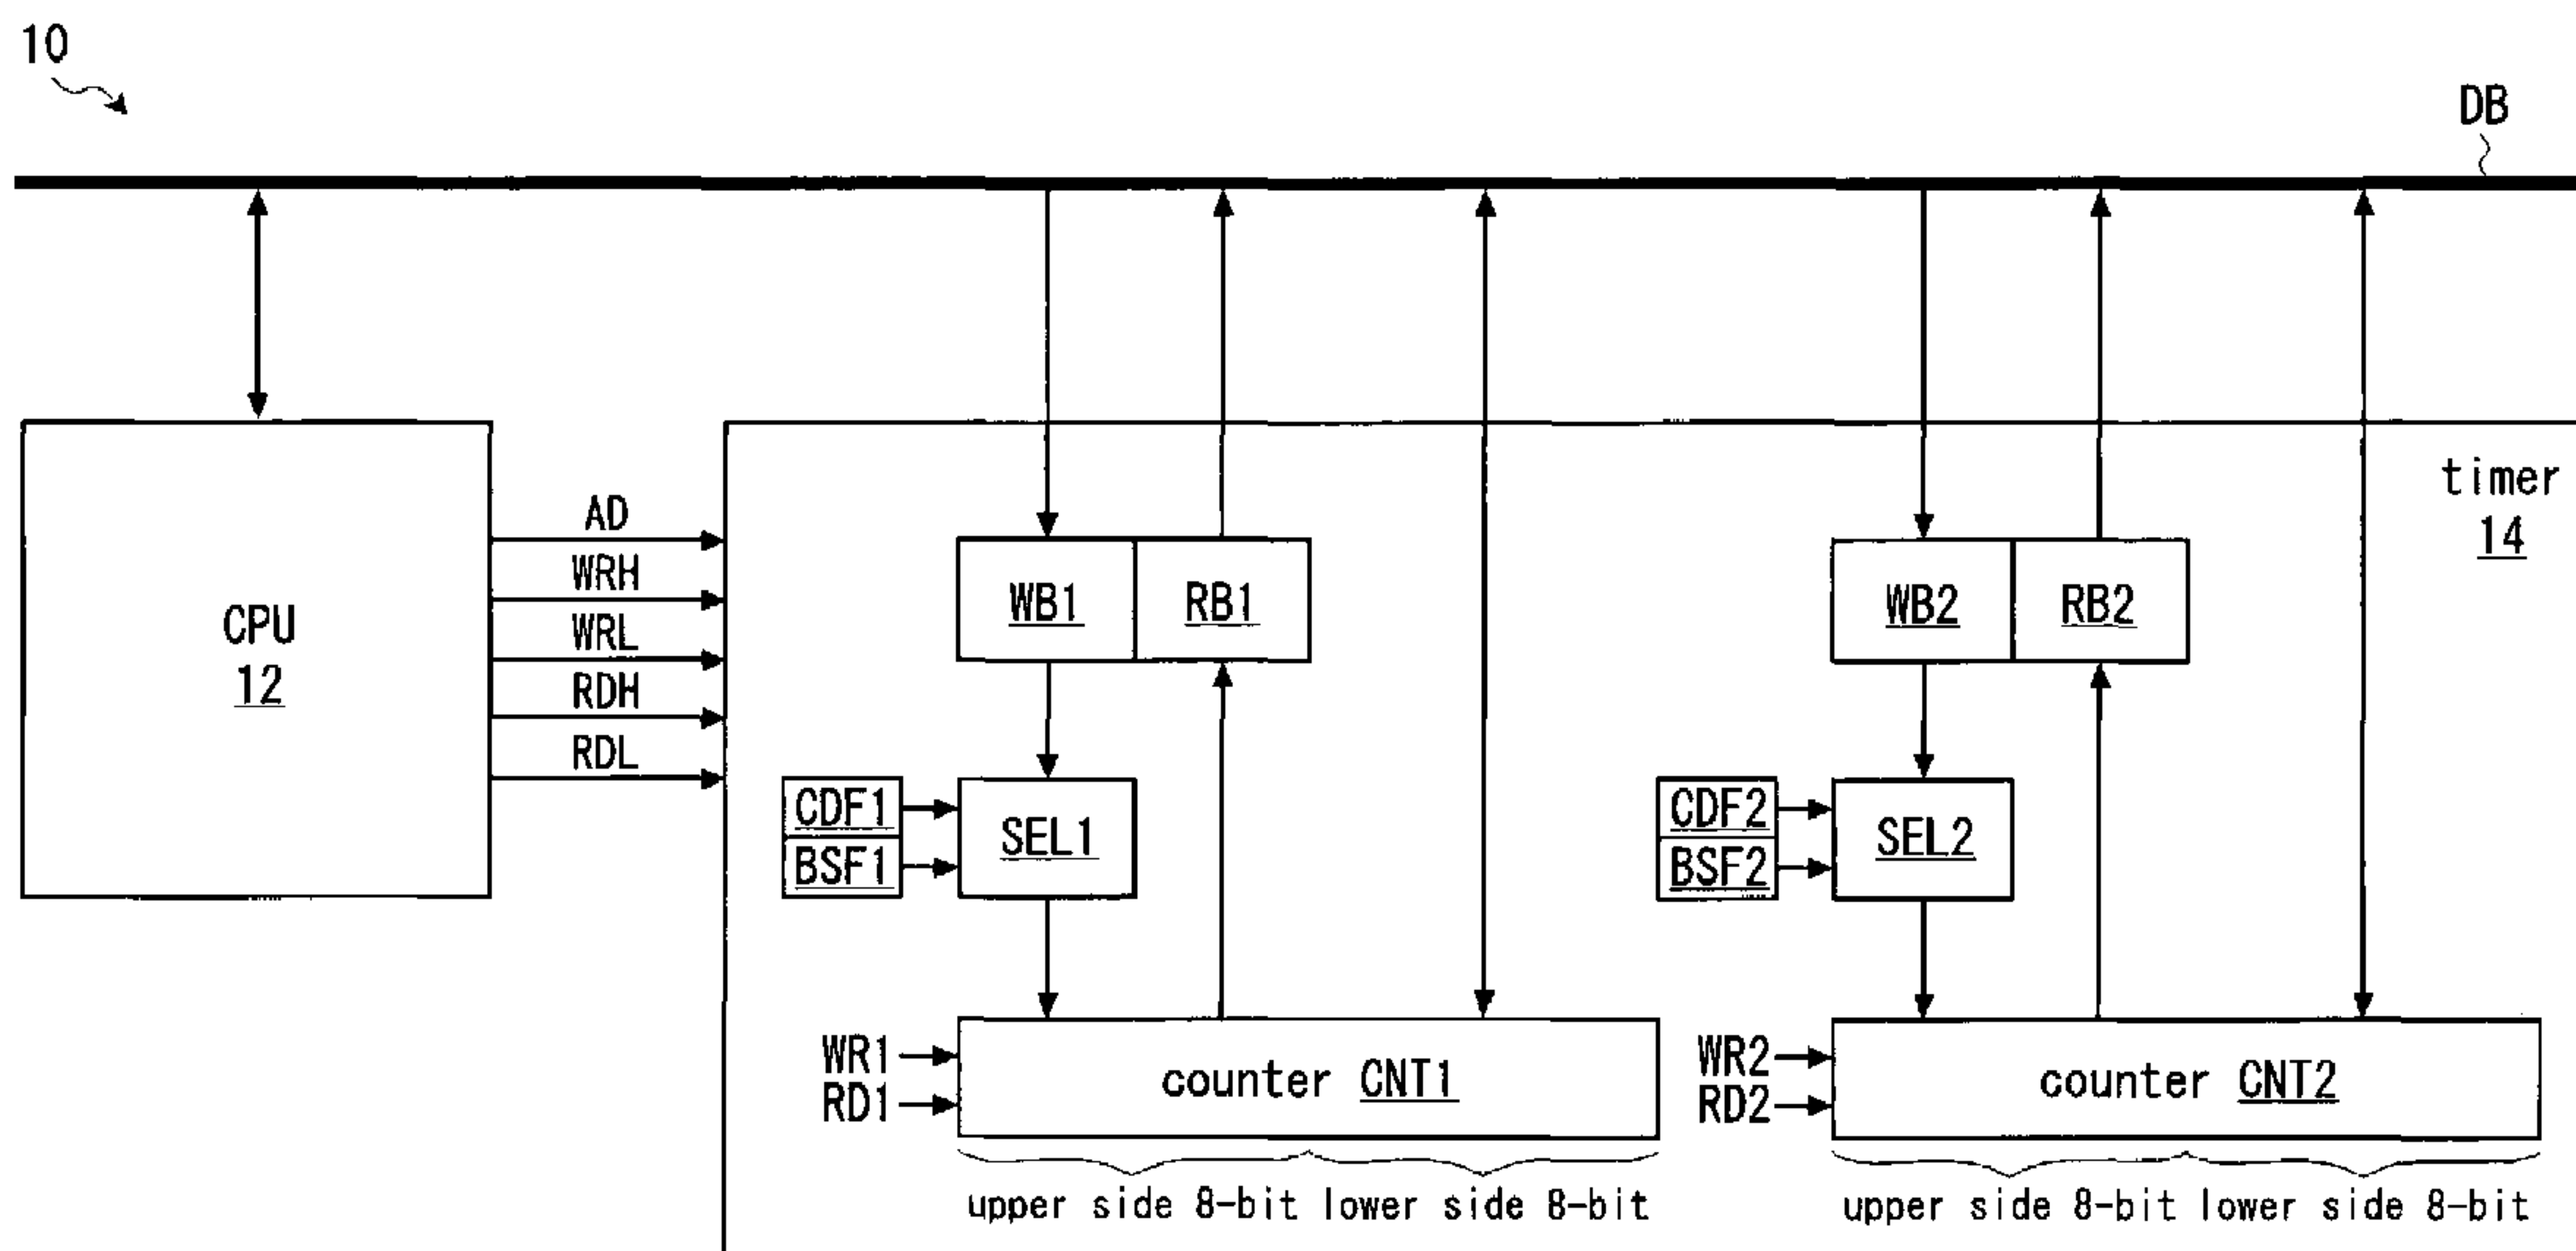 10
DB
timer
14
AD
WRH
WRL
RDH
RDL
CPU
12
WB1
RB1
WB2
RB2
CDF1
BSF1
SEL1
CDF2
BSF2
SEL2
WR1
RD1
counter CNT1
WR2
RD2
counter CNT2
upper side 8-bit lower side 8-bit
upper side 8-bit lower side 8-bit